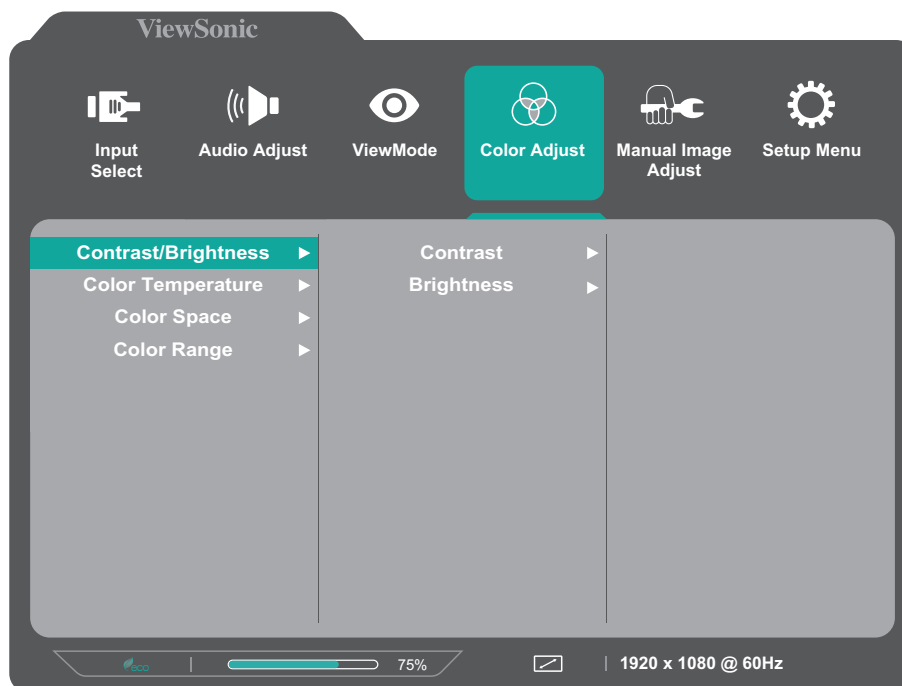 ViewSonic
Input
Select
Audio Adjust
ViewMode
Color Adjust
Manual Image
Adjust
Setup Menu
Contrast/Brightness
Color Temperature
Color Space
Color Range
Contrast
Brightness
eco
75%
1920 x 1080 @ 60Hz